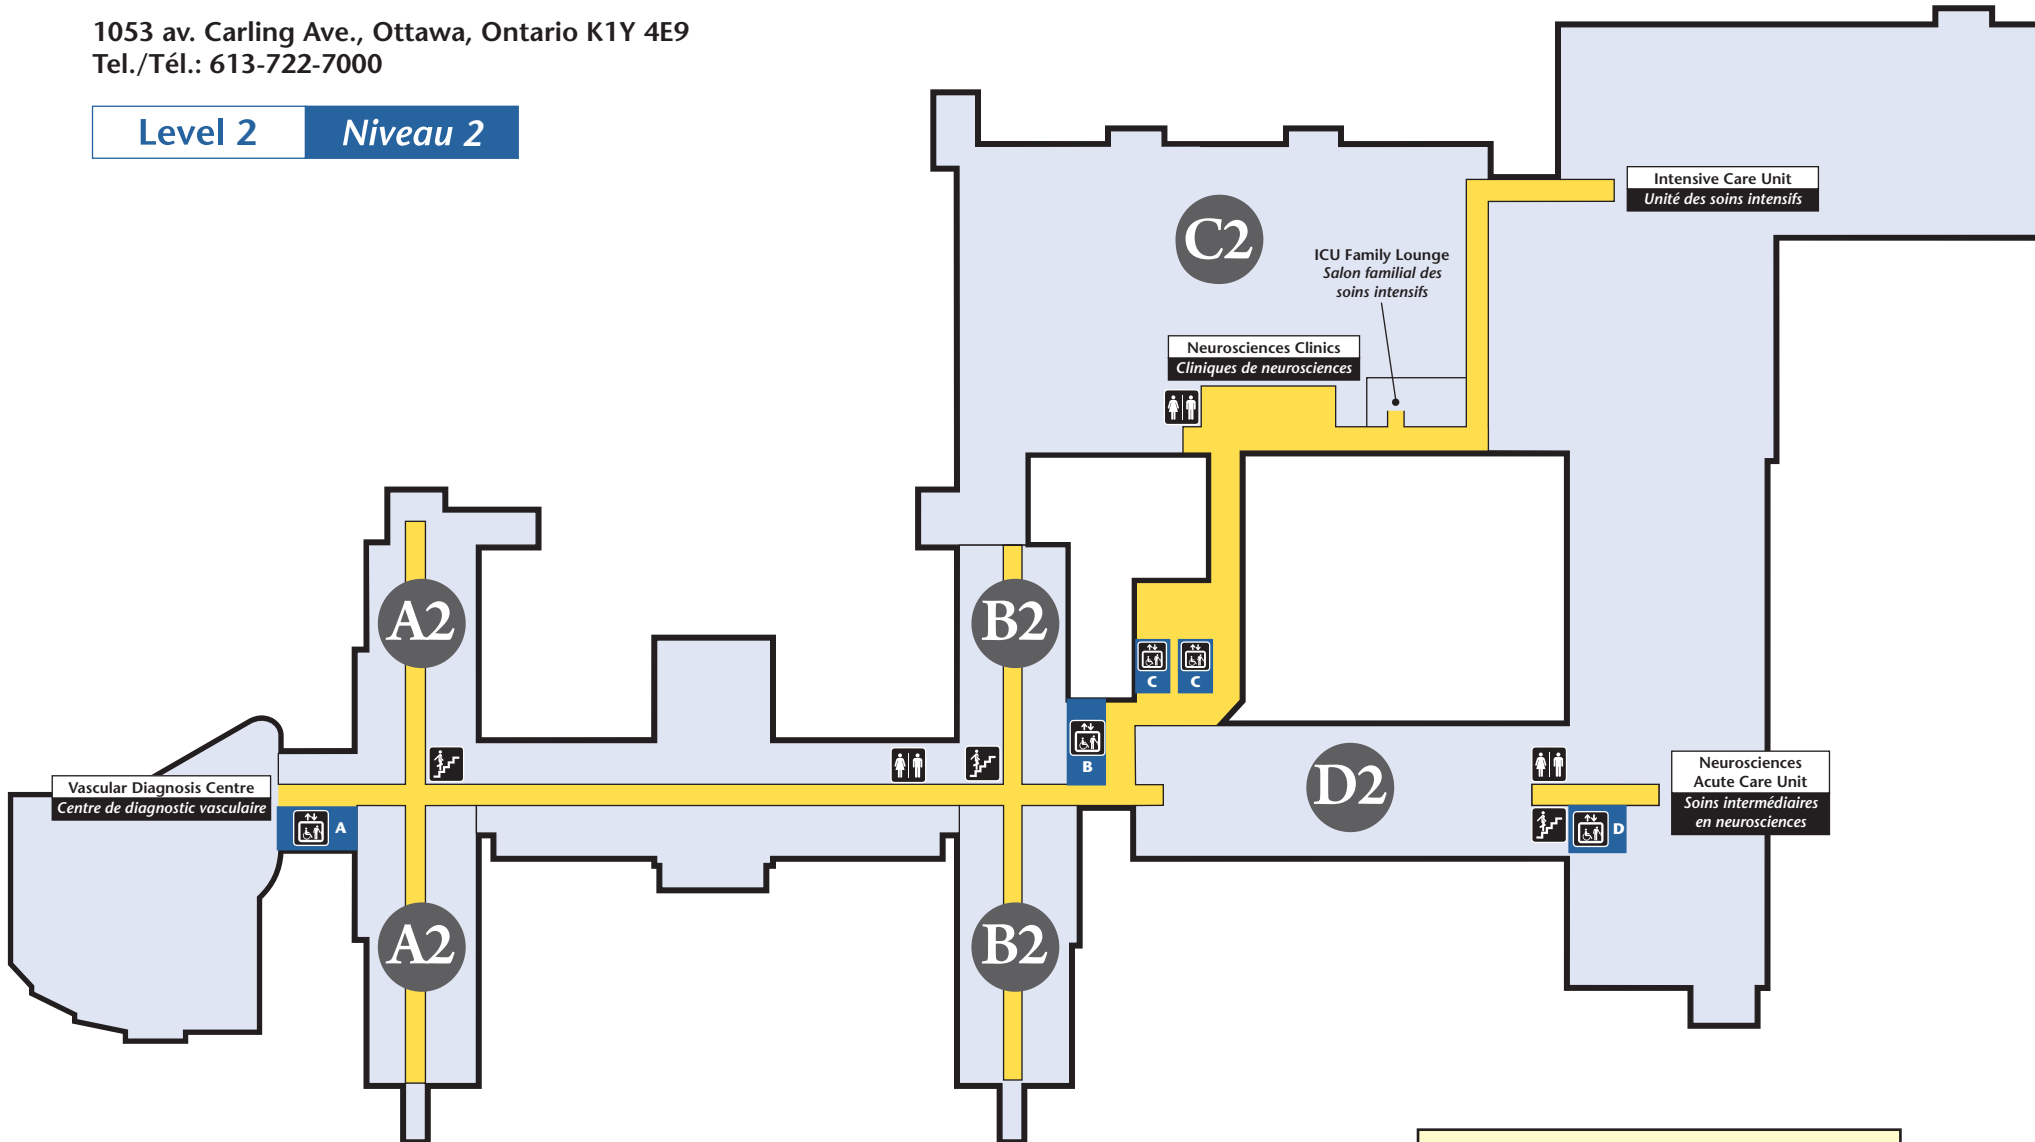 1053 av. Carling Ave., Ottawa, Ontario K1Y 4E9
Tel./Tél.: 613-722-7000
Level 2 Niveau 2
Intensive Care Unit
Unité des soins intensifs
C2
ICU Family Lounge
Salon familial des
soins intensifs
Neurosciences Clinics
Cliniques de neurosciences
A2
B2
C C
B
Vascular Diagnosis Centre
Centre de diagnostic vasculaire
A
D2
Neurosciences
Acute Care Unit
Soins intermédiaires
en neurosciences
D
A2
B2